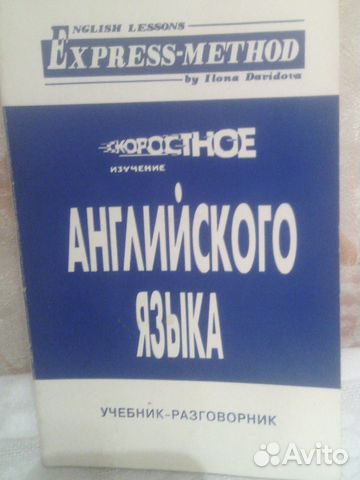 ENGLISH LESSONS
EXPRESS-METHOD
by Ilona Davidova
СКОРОСТНОЕ
ИЗУЧЕНИЕ
АНГЛИЙСКОГО
ЯЗЫКА
УЧЕБНИК-РАЗГОВОРНИК
Avito